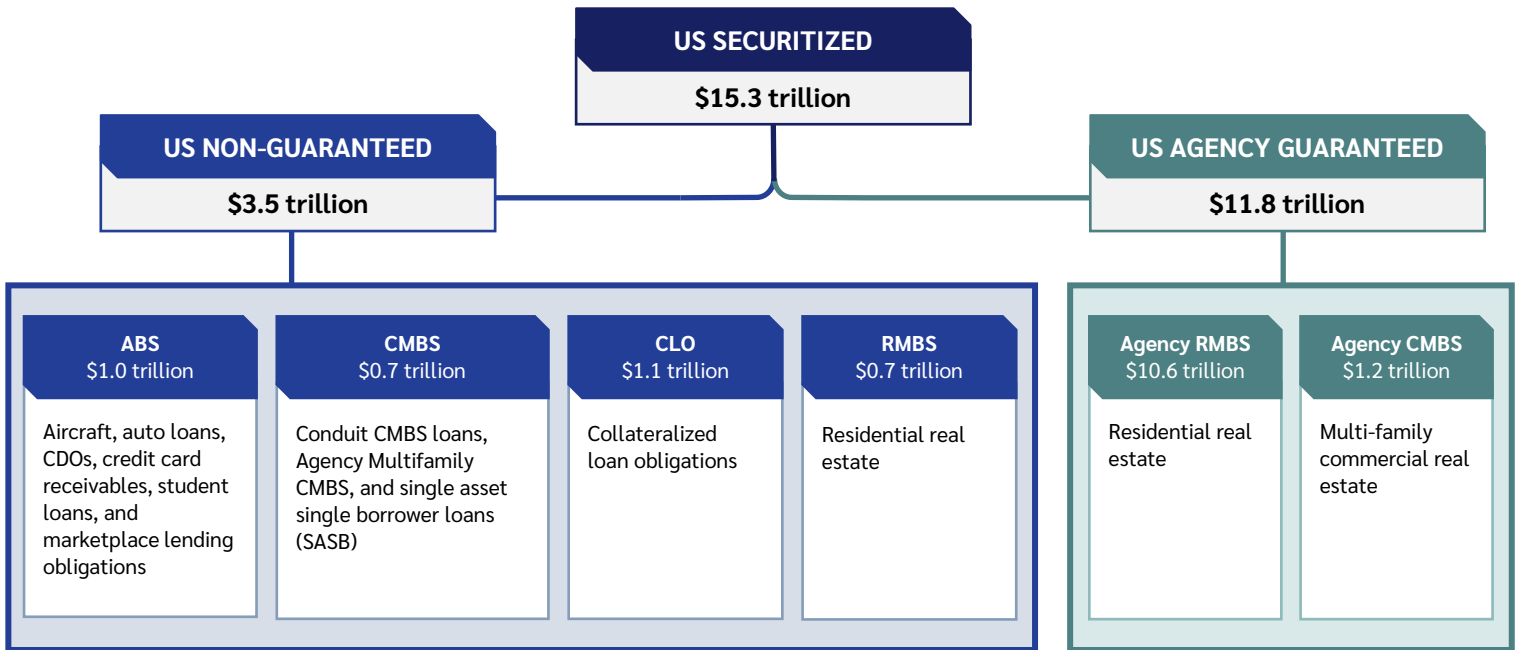 US SECURITIZED
$15.3 trillion
US NON-GUARANTEED
$3.5 trillion
US AGENCY GUARANTEED
$11.8 trillion
ABS
$1.0 trillion
Aircraft, auto loans,
CDOs, credit card
receivables, student
loans, and
marketplace lending
obligations
CMBS
$0.7 trillion
Conduit CMBS loans,
Agency Multifamily
CMBS, and single asset
single borrower loans
(SASB)
CLO
$1.1 trillion
Collateralized
loan obligations
RMBS
$0.7 trillion
Residential real
estate
Agency RMBS
$10.6 trillion
Residential real
estate
Agency CMBS
$1.2 trillion
Multi-family
commercial real
estate